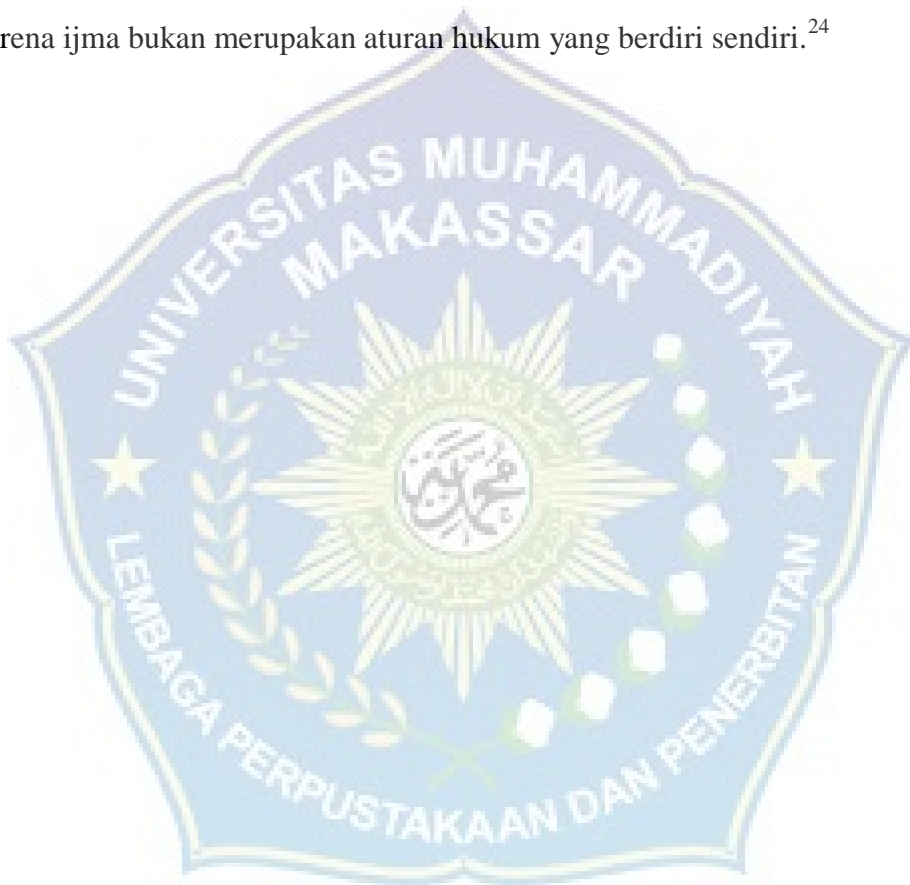 rena ijma bukan merupakan aturan hukum yang berdiri sendiri.24
UNIVERSITAS MUHAMMADIYAH
MAKASSAR
LEMBAGA PERPUSTAKAAN DAN PENERBITAN